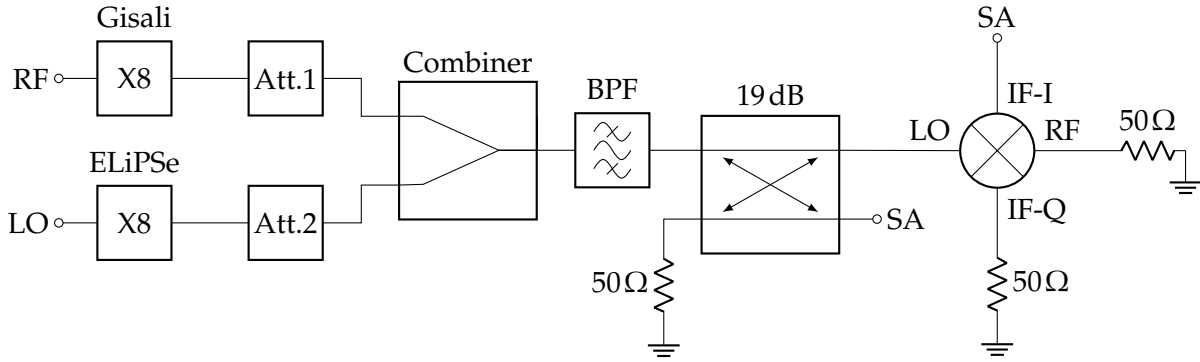 Gisali
RF
X8
Att.1
Combiner
BPF
19 dB
SA
IF-I
LO
RF
50 Ω
ELiPSe
LO
X8
Att.2
SA
IF-Q
50 Ω
50 Ω